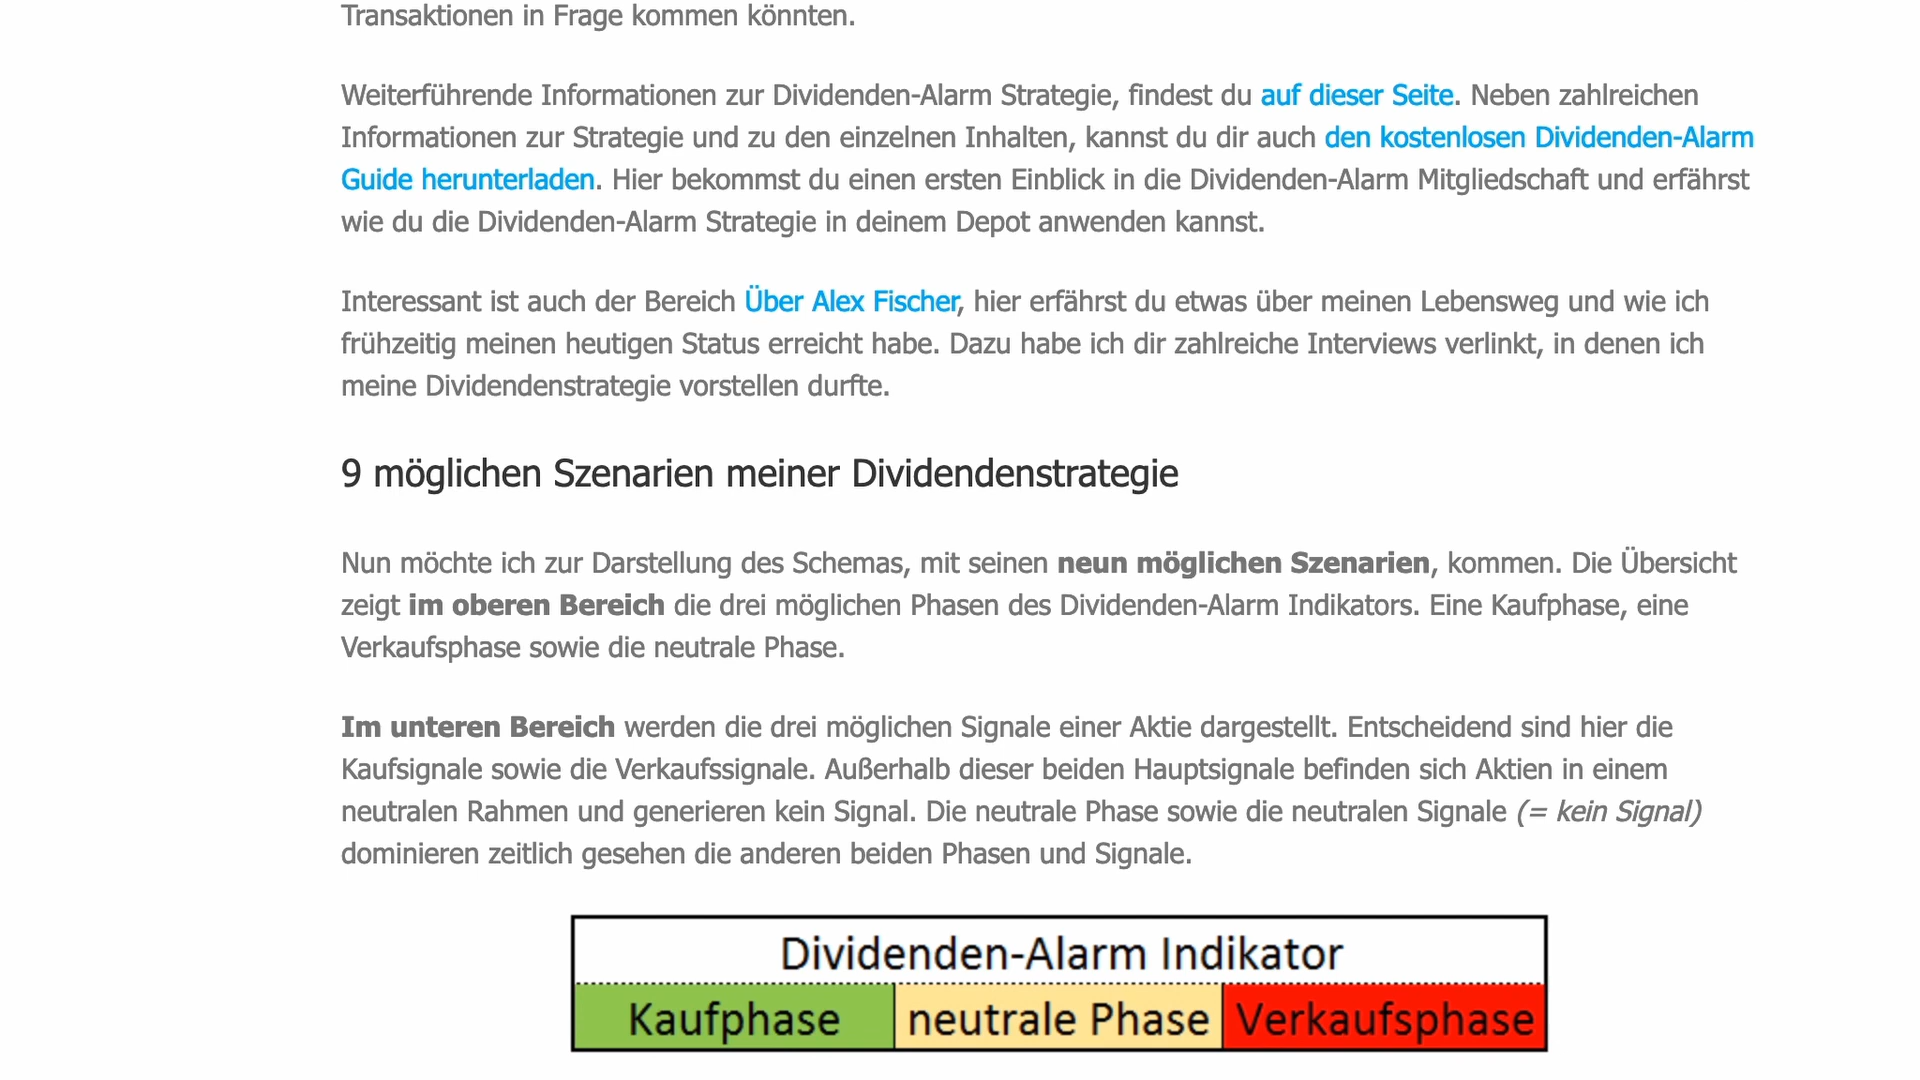 Transaktionen in Frage kommen könnten.
Weiterführende Informationen zur Dividenden-Alarm Strategie, findest du auf dieser Seite. Neben zahlreichen
Informationen zur Strategie und zu den einzelnen Inhalten, kannst du dir auch den kostenlosen Dividenden-Alarm
Guide herunterladen. Hier bekommst du einen ersten Einblick in die Dividenden-Alarm Mitgliedschaft und erfährst
wie du die Dividenden-Alarm Strategie in deinem Depot anwenden kannst.
Interessant ist auch der Bereich Über Alex Fischer, hier erfährst du etwas über meinen Lebensweg und wie ich
frühzeitig meinen heutigen Status erreicht habe. Dazu habe ich dir zahlreiche Interviews verlinkt, in denen ich
meine Dividendenstrategie vorstellen durfte.
9 möglichen Szenarien meiner Dividendenstrategie
Nun möchte ich zur Darstellung des Schemas, mit seinen neun möglichen Szenarien, kommen. Die Übersicht
zeigt im oberen Bereich die drei möglichen Phasen des Dividenden-Alarm Indikators. Eine Kaufphase, eine
Verkaufsphase sowie die neutrale Phase.
Im unteren Bereich werden die drei möglichen Signale einer Aktie dargestellt. Entscheidend sind hier die
Kaufsignale sowie die Verkaufssignale. Außerhalb dieser beiden Hauptsignale befinden sich Aktien in einem
neutralen Rahmen und generieren kein Signal. Die neutrale Phase sowie die neutralen Signale (= kein Signal)
dominieren zeitlich gesehen die anderen beiden Phasen und Signale.
Dividenden-Alarm Indikator
Kaufphase neutrale Phase Verkaufsphase